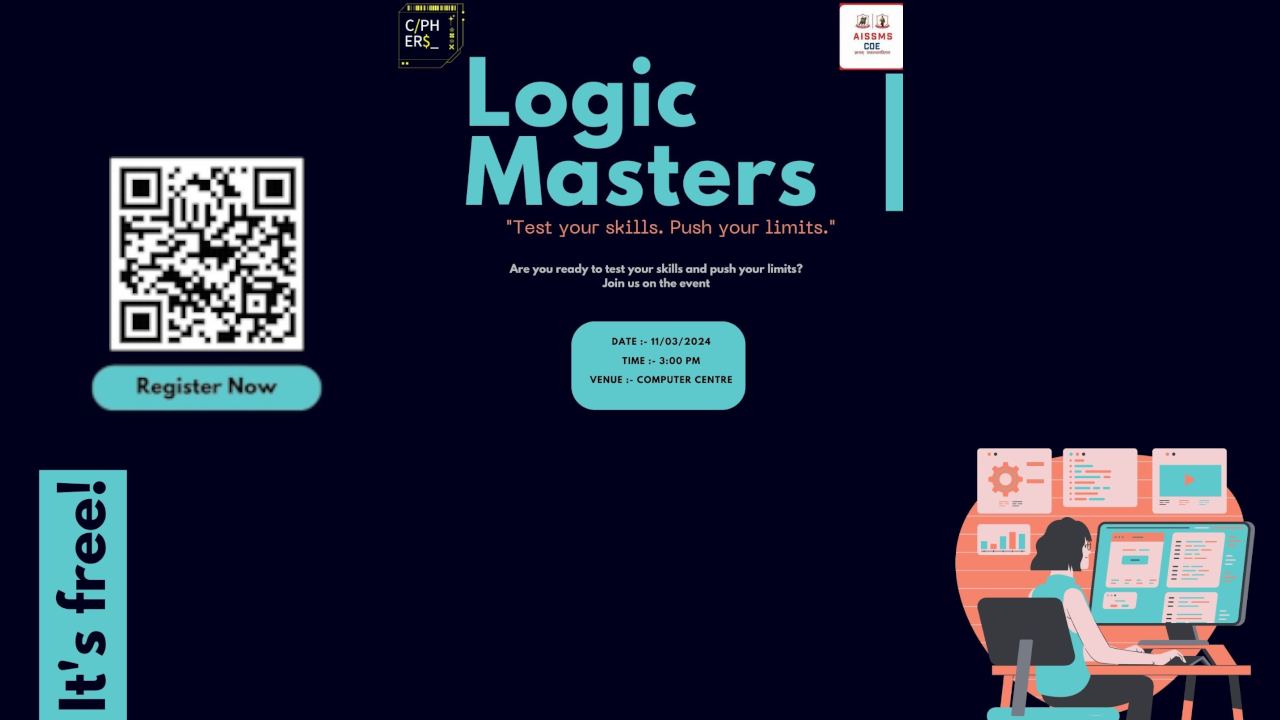 C/PH
ER$_
AISSMS
COE
Logic
Masters
"Test your skills. Push your limits."
Are you ready to test your skills and push your limits?
Join us on the event
DATE :- 11/03/2024
TIME :- 3:00 PM
VENUE :- COMPUTER CENTRE
Register Now
It's free!